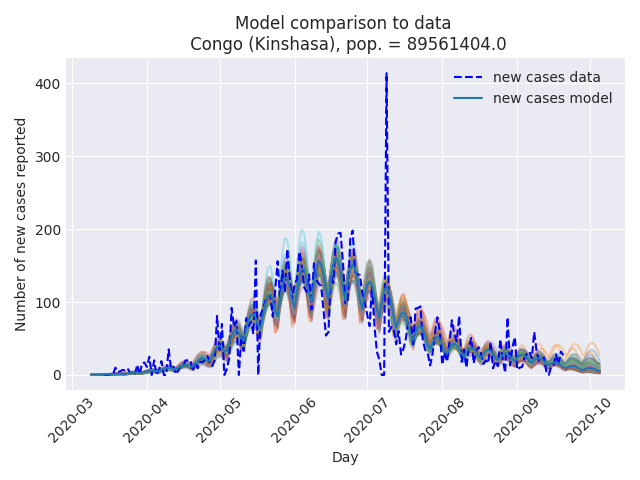 Model comparison to data
Congo (Kinshasa), pop. = 89561404.0
new cases data
new cases model
Number of new cases reported
400
300
200
100
0
2020-03
2020-04
2020-05
2020-06
2020-07
2020-08
2020-09
2020-10
Day